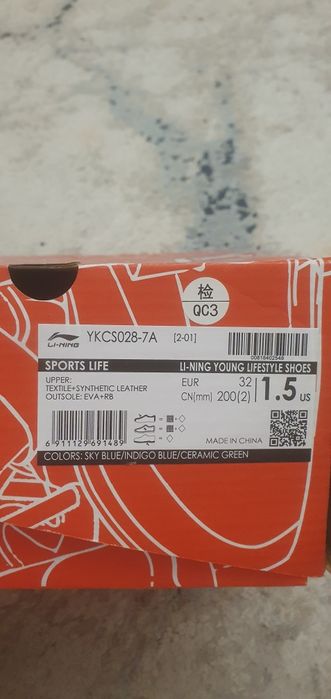 检
QC3
LI-NING
YKCS028-7A [2-01]
00818402548
SPORTS LIFE
LI-NING YOUNG LIFESTYLE SHOES
UPPER:
TEXTILE+SYNTHETIC LEATHER
OUTSOLE: EVA+RB
EUR 32
CN(mm) 200(2)
1.5 US
6 911129 691489
MADE IN CHINA
COLORS: SKY BLUE/INDIGO BLUE/CERAMIC GREEN